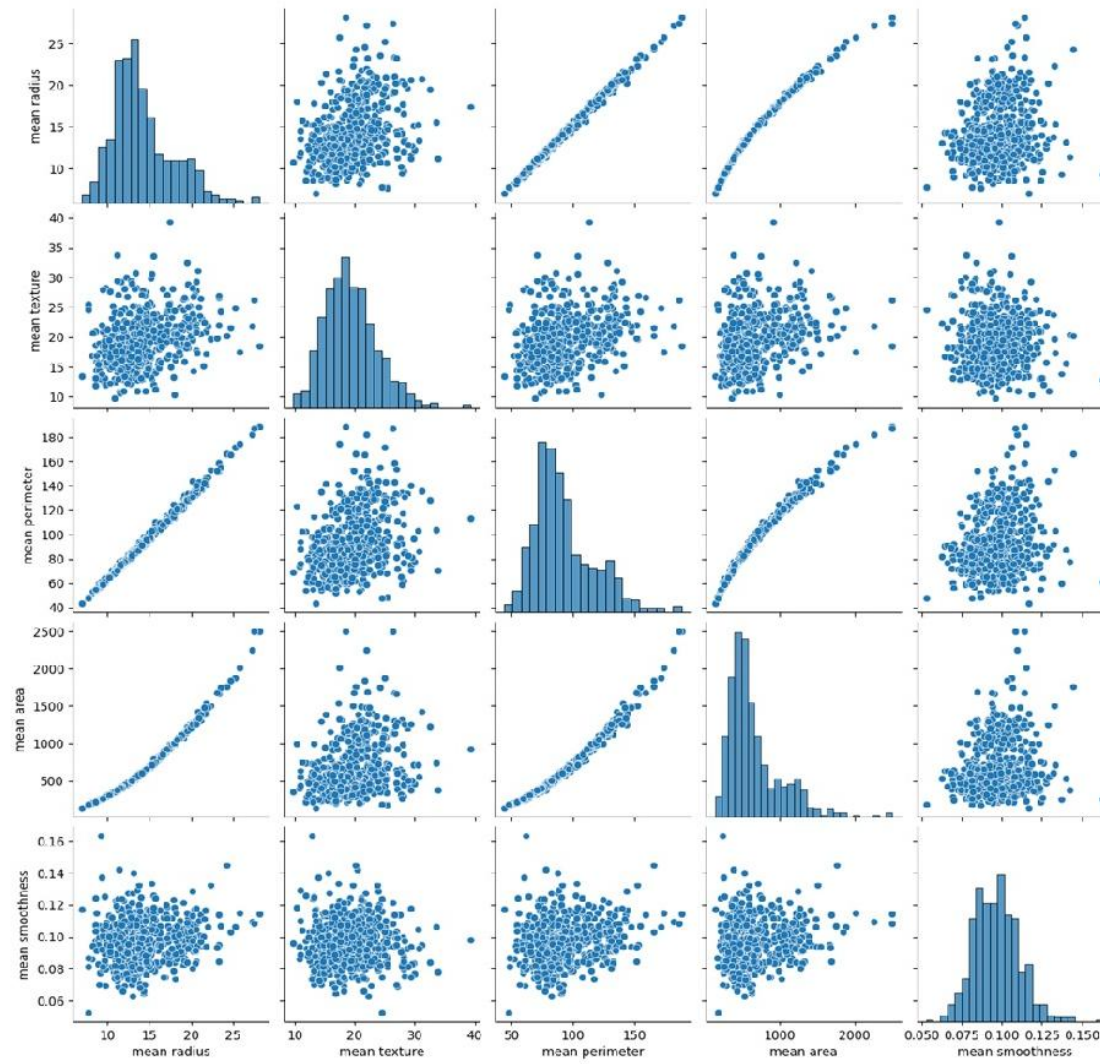 mean radius
25
20
15
10
mean texture
40
35
30
25
20
15
10
mean perimeter
180
160
140
120
100
80
60
40
mean area
2500
2000
1500
1000
500
mean smoothness
0.16
0.14
0.12
0.10
0.08
0.06
10 15 20 25
mean radius
10 20 30 40
mean texture
50 100 150
mean perimeter
1000 2000
mean area
0.050 0.075 0.100 0.125 0.150
mean smoothness